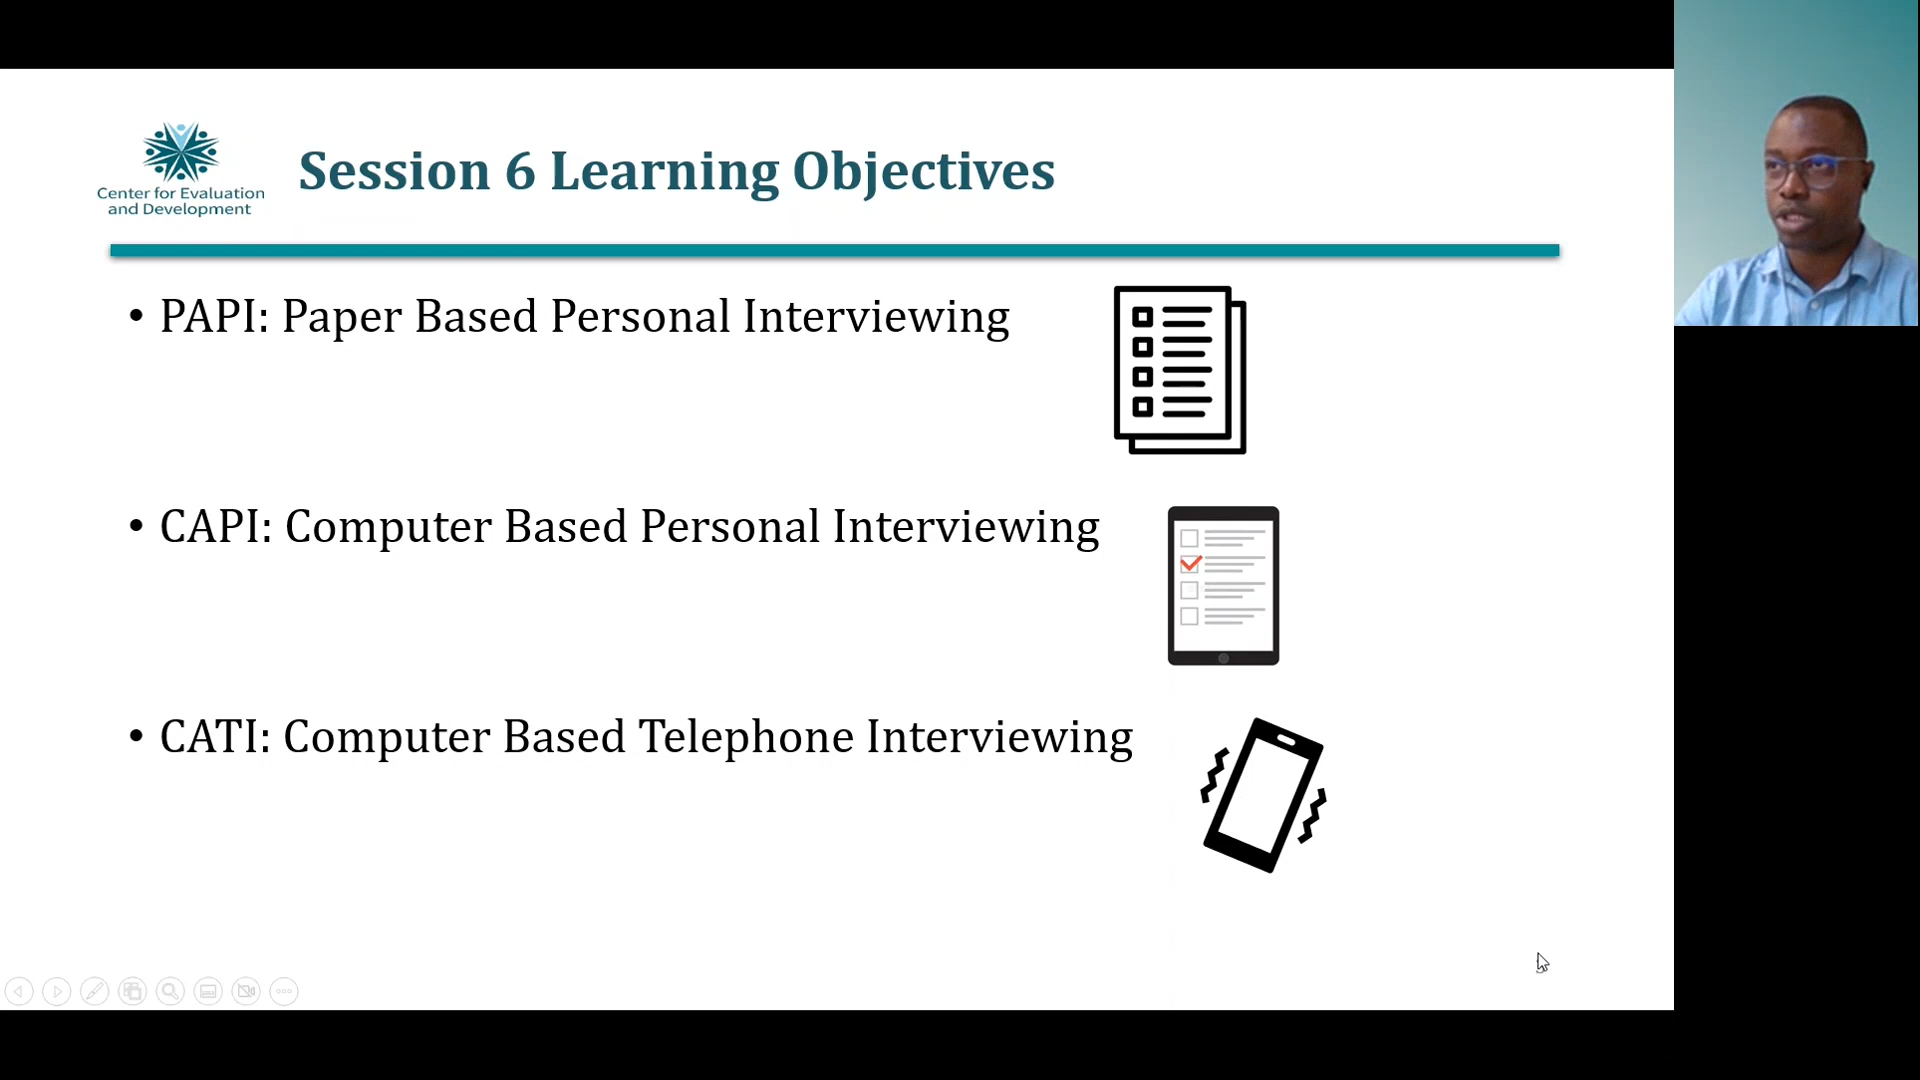 Center for Evaluation
and Development
Session 6 Learning Objectives
• PAPI: Paper Based Personal Interviewing
• CAPI: Computer Based Personal Interviewing
• CATI: Computer Based Telephone Interviewing